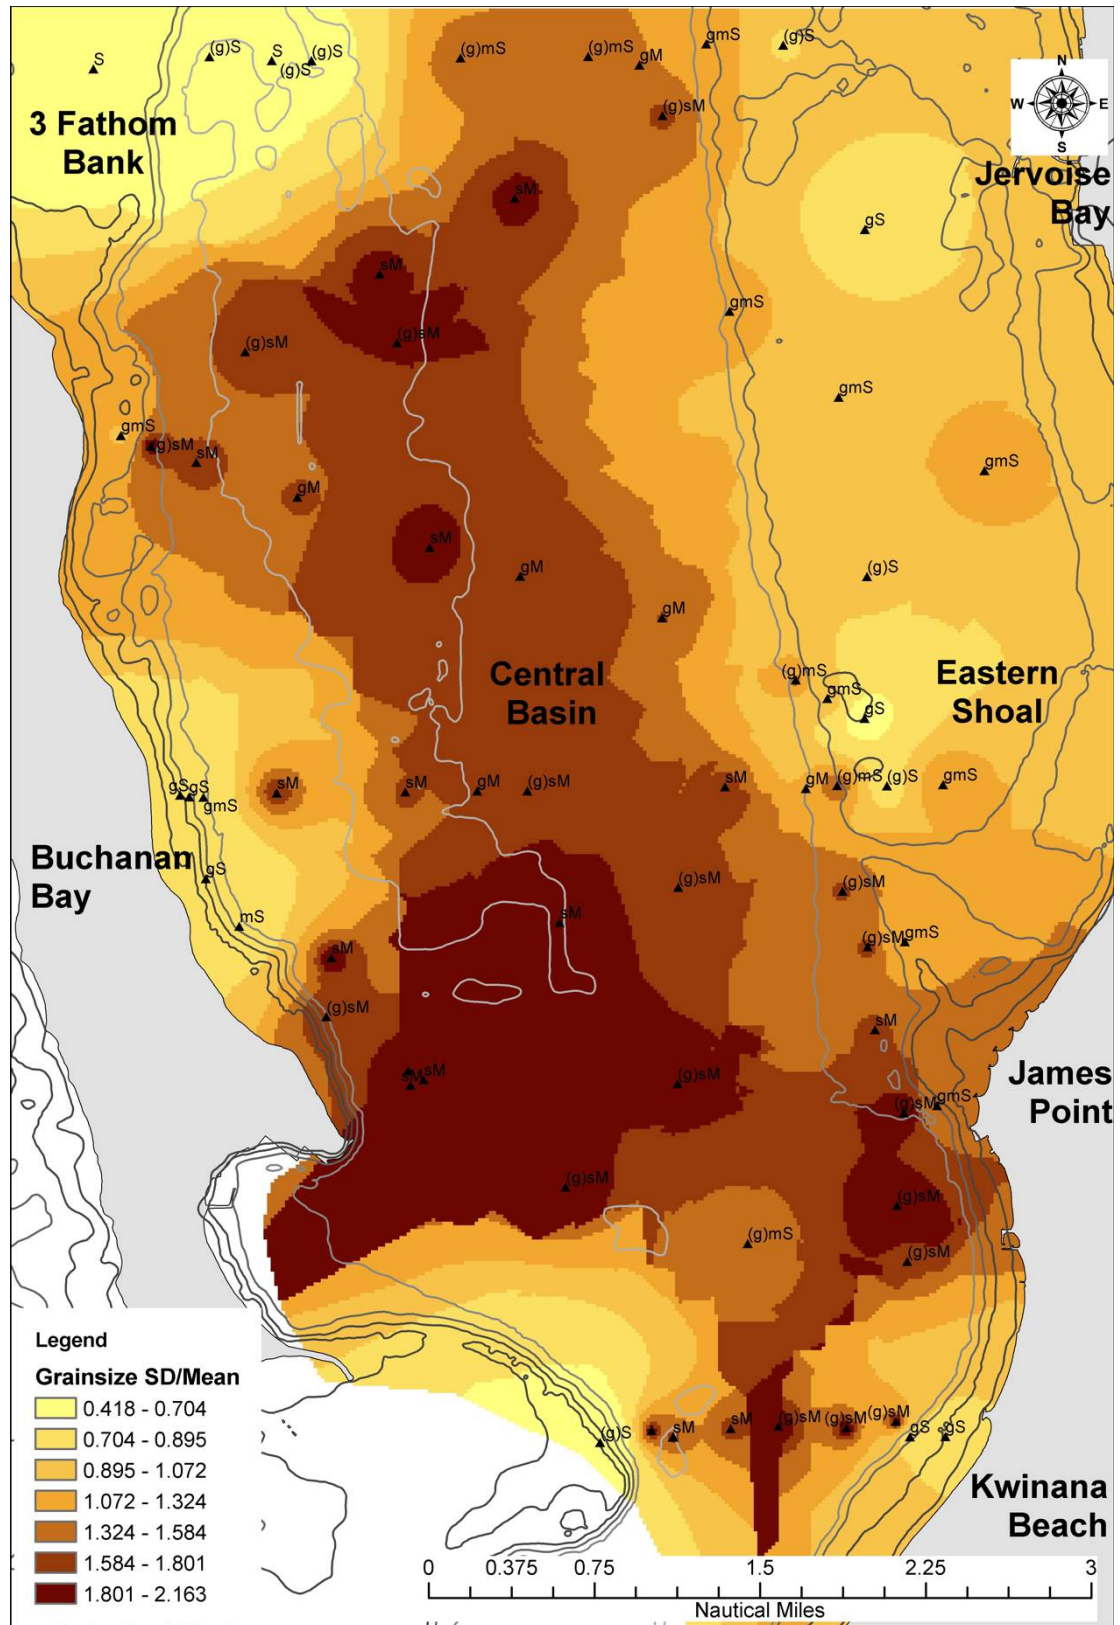 S
(g)S
S
(g)S
(g)S
(g)mS
(g)mS
gM
gmS
(g)S
(g)sM
N
W
E
S
3 Fathom
Bank
Jervoise
Bay
sM
gS
sM
(g)sM
(g)sM
gmS
gmS
gmS
(g)sM
sM
gM
gmS
sM
gM
(g)S
gM
Central
Basin
Eastern
Shoal
(g)mS
gmS
gS
gS
gS
gmS
sM
sM
gM
(g)sM
sM
gM
(g)mS
(g)S
gmS
Buchanan
Bay
gS
mS
(g)sM
sM
(g)sM
(g)sM
gmS
sM
(g)sM
sM
sM
sM
(g)sM
(g)sM
gmS
James
Point
(g)sM
(g)sM
(g)mS
(g)sM
Legend
Grainsize SD/Mean
0.418 - 0.704
0.704 - 0.895
0.895 - 1.072
1.072 - 1.324
1.324 - 1.584
1.584 - 1.801
1.801 - 2.163
(g)S
sM
sM
(g)sM
(g)sM
(g)sM
gS
gS
Kwinana
Beach
0 0.375 0.75 1.5 2.25 3
Nautical Miles